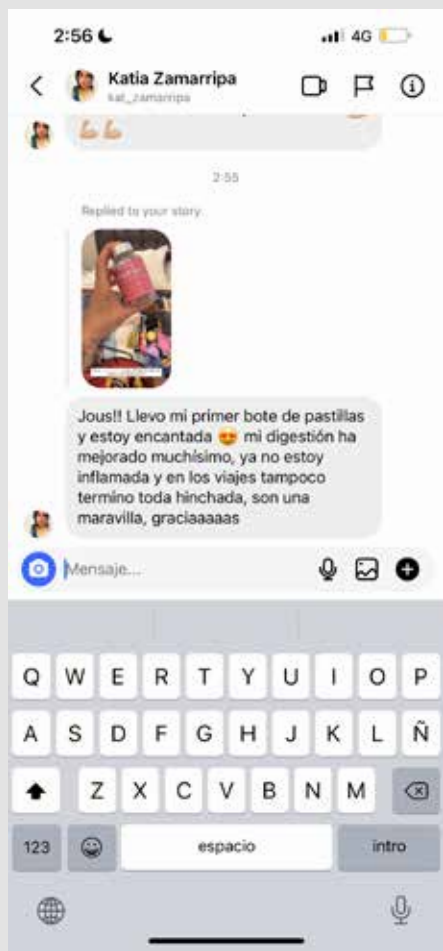 2:56
4G
Katia Zamarripa
kat_zamarripa
2:55
Replied to your story
Jous!! Llevo mi primer bote de pastillas
y estoy encantada 😍 mi digestión ha
mejorado muchísimo, ya no estoy
inflamada y en los viajes tampoco
termino toda hinchada, son una
maravilla, graciaaaaas
Mensaje...
Q W E R T Y U I O P
A S D F G H J K L Ñ
Z X C V B N M
123 espacio intro